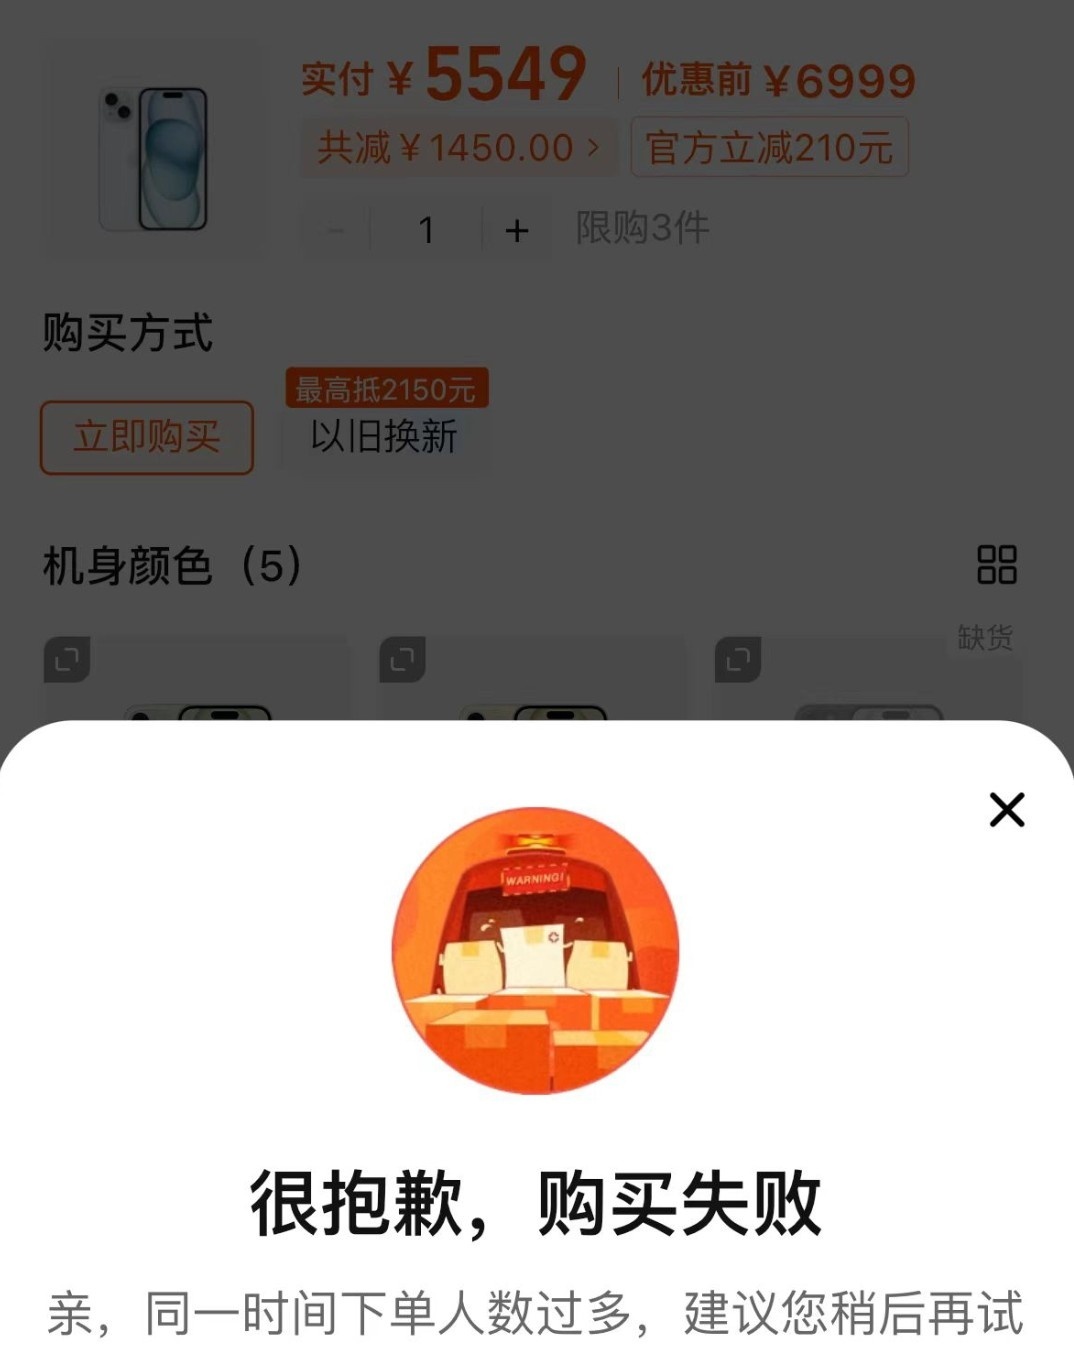 实付¥5549 | 优惠前¥6999
共减¥1450.00 > 官方立减210元
- 1 + 限购3件
购买方式
最高抵2150元
立即购买 以旧换新
机身颜色（5）
缺货
WARNING!
很抱歉，购买失败
亲，同一时间下单人数过多，建议您稍后再试